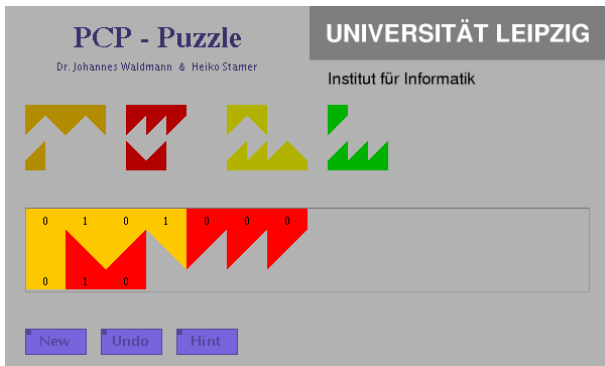 PCP - Puzzle
Dr. Johannes Waldmann & Heiko Stamer
UNIVERSITÄT LEIPZIG
Institut für Informatik
0 1 0 1 0 0 0
0 1 0
New Undo Hint